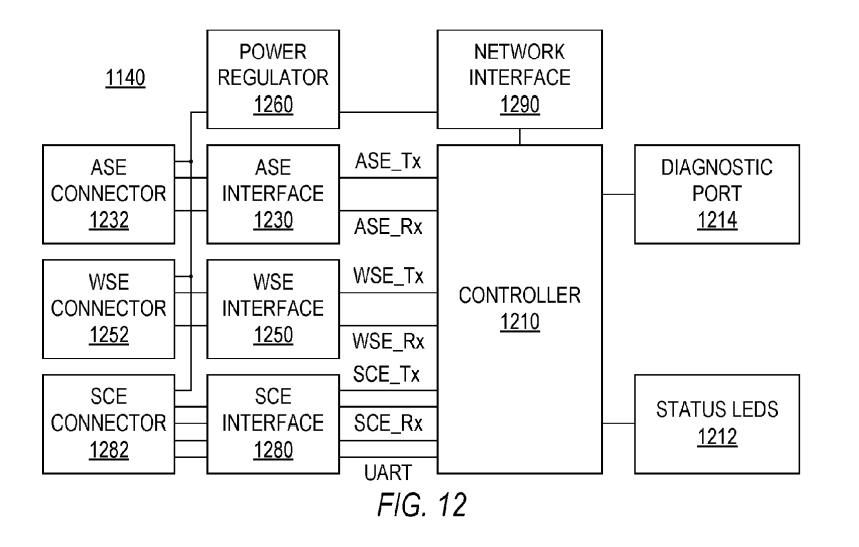 1140
POWER
REGULATOR
1260
NETWORK
INTERFACE
1290
ASE
CONNECTOR
1232
ASE
INTERFACE
1230
ASE_Tx
ASE_Rx
DIAGNOSTIC
PORT
1214
WSE
CONNECTOR
1252
WSE
INTERFACE
1250
WSE_Tx
WSE_Rx
CONTROLLER
1210
SCE
CONNECTOR
1282
SCE
INTERFACE
1280
SCE_Tx
SCE_Rx
UART
STATUS LEDS
1212
FIG. 12